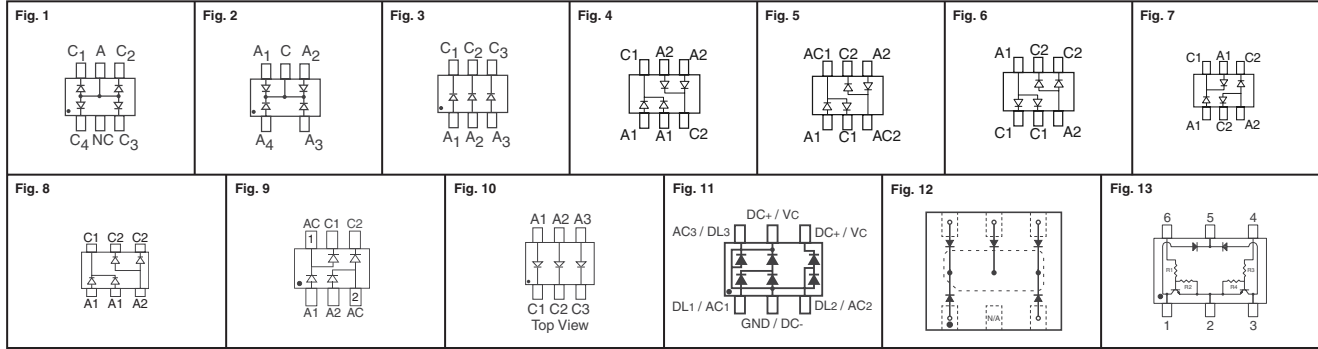 Fig. 1
C1 A C2
C4 NC C3
Fig. 2
A1 C A2
A4 A3
Fig. 3
C1 C2 C3
A1 A2 A3
Fig. 4
C1 A2 A2
A1 A1 C2
Fig. 5
AC1 C2 A2
A1 C1 AC2
Fig. 6
A1 C2 C2
C1 C1 A2
Fig. 7
C1 A1 C2
A1 C2 A2
Fig. 8
C1 C2 C2
A1 A1 A2
Fig. 9
AC C1 C2
1
2
A1 A2 AC
Fig. 10
A1 A2 A3
C1 C2 C3
Top View
Fig. 11
DC+ / VC
AC3 / DL3 DC+ / VC
DL1 / AC1 DL2 / AC2
GND / DC-
Fig. 12
N/A
Fig. 13
6 5 4
R1 R3
R2 R4
1 2 3